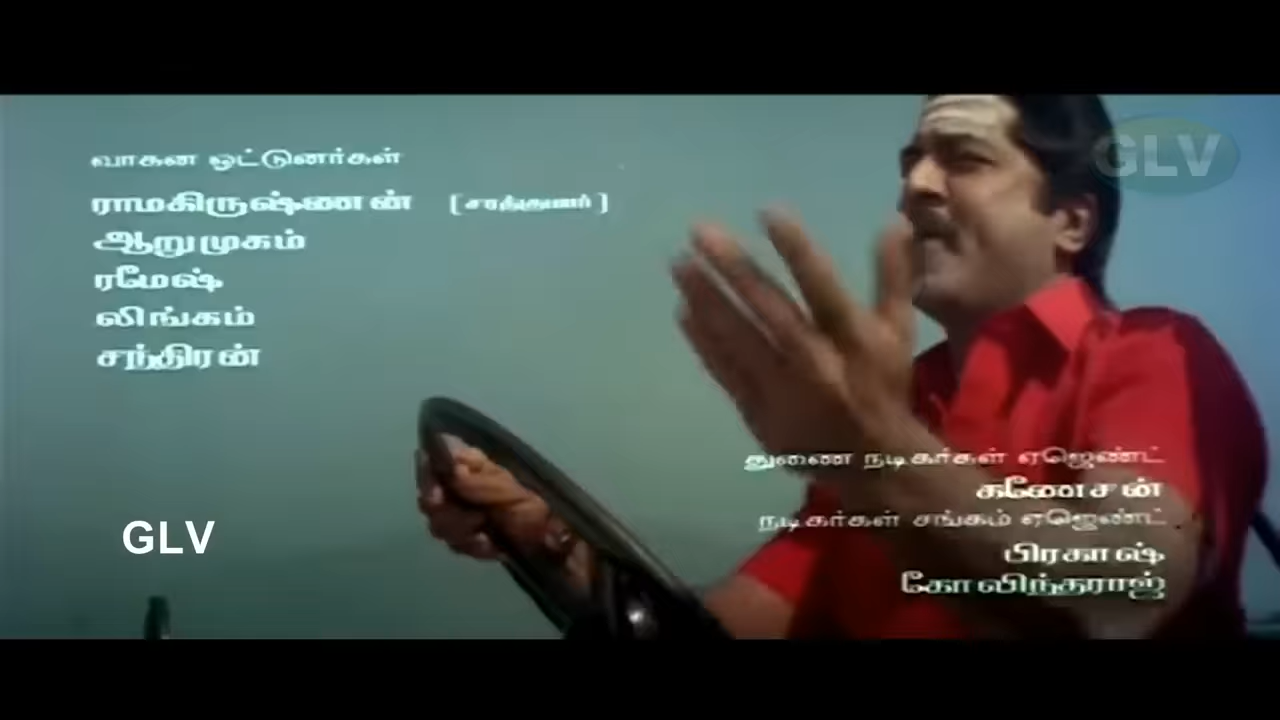 GLV
வாகன ஓட்டுனர்கள்
ராமகிருஷ்ணன்
ஆறுமுகம்
ரமேஷ்
லிங்கம்
சந்திரன்
துணை நடிகர்கள் ஏஜெண்ட்
கணேசன்
நடிகர்கள் சங்கம் ஏஜெண்ட்
பிரகாஷ்
கோவிந்தராஜ்
GLV